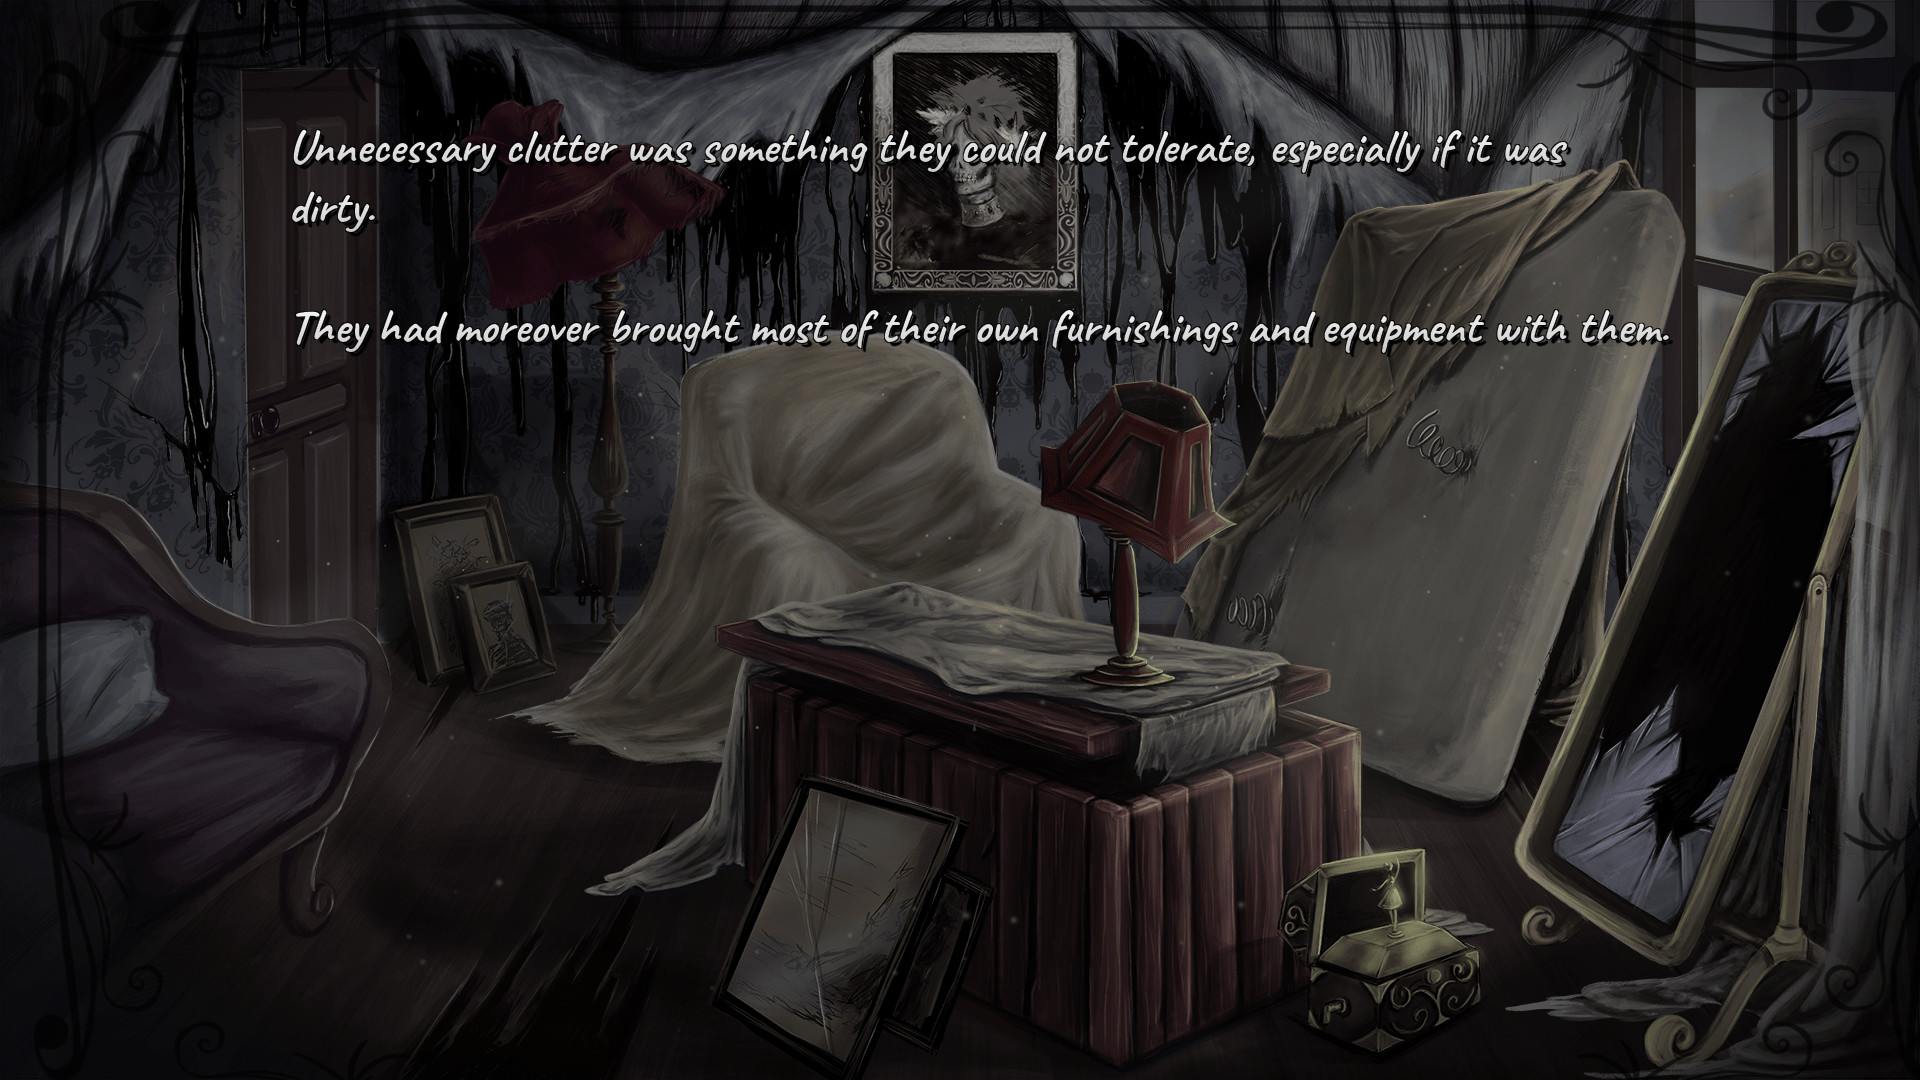 Unnecessary clutter was something they could not tolerate, especially if it was
dirty.
They had moreover brought most of their own furnishings and equipment with them.